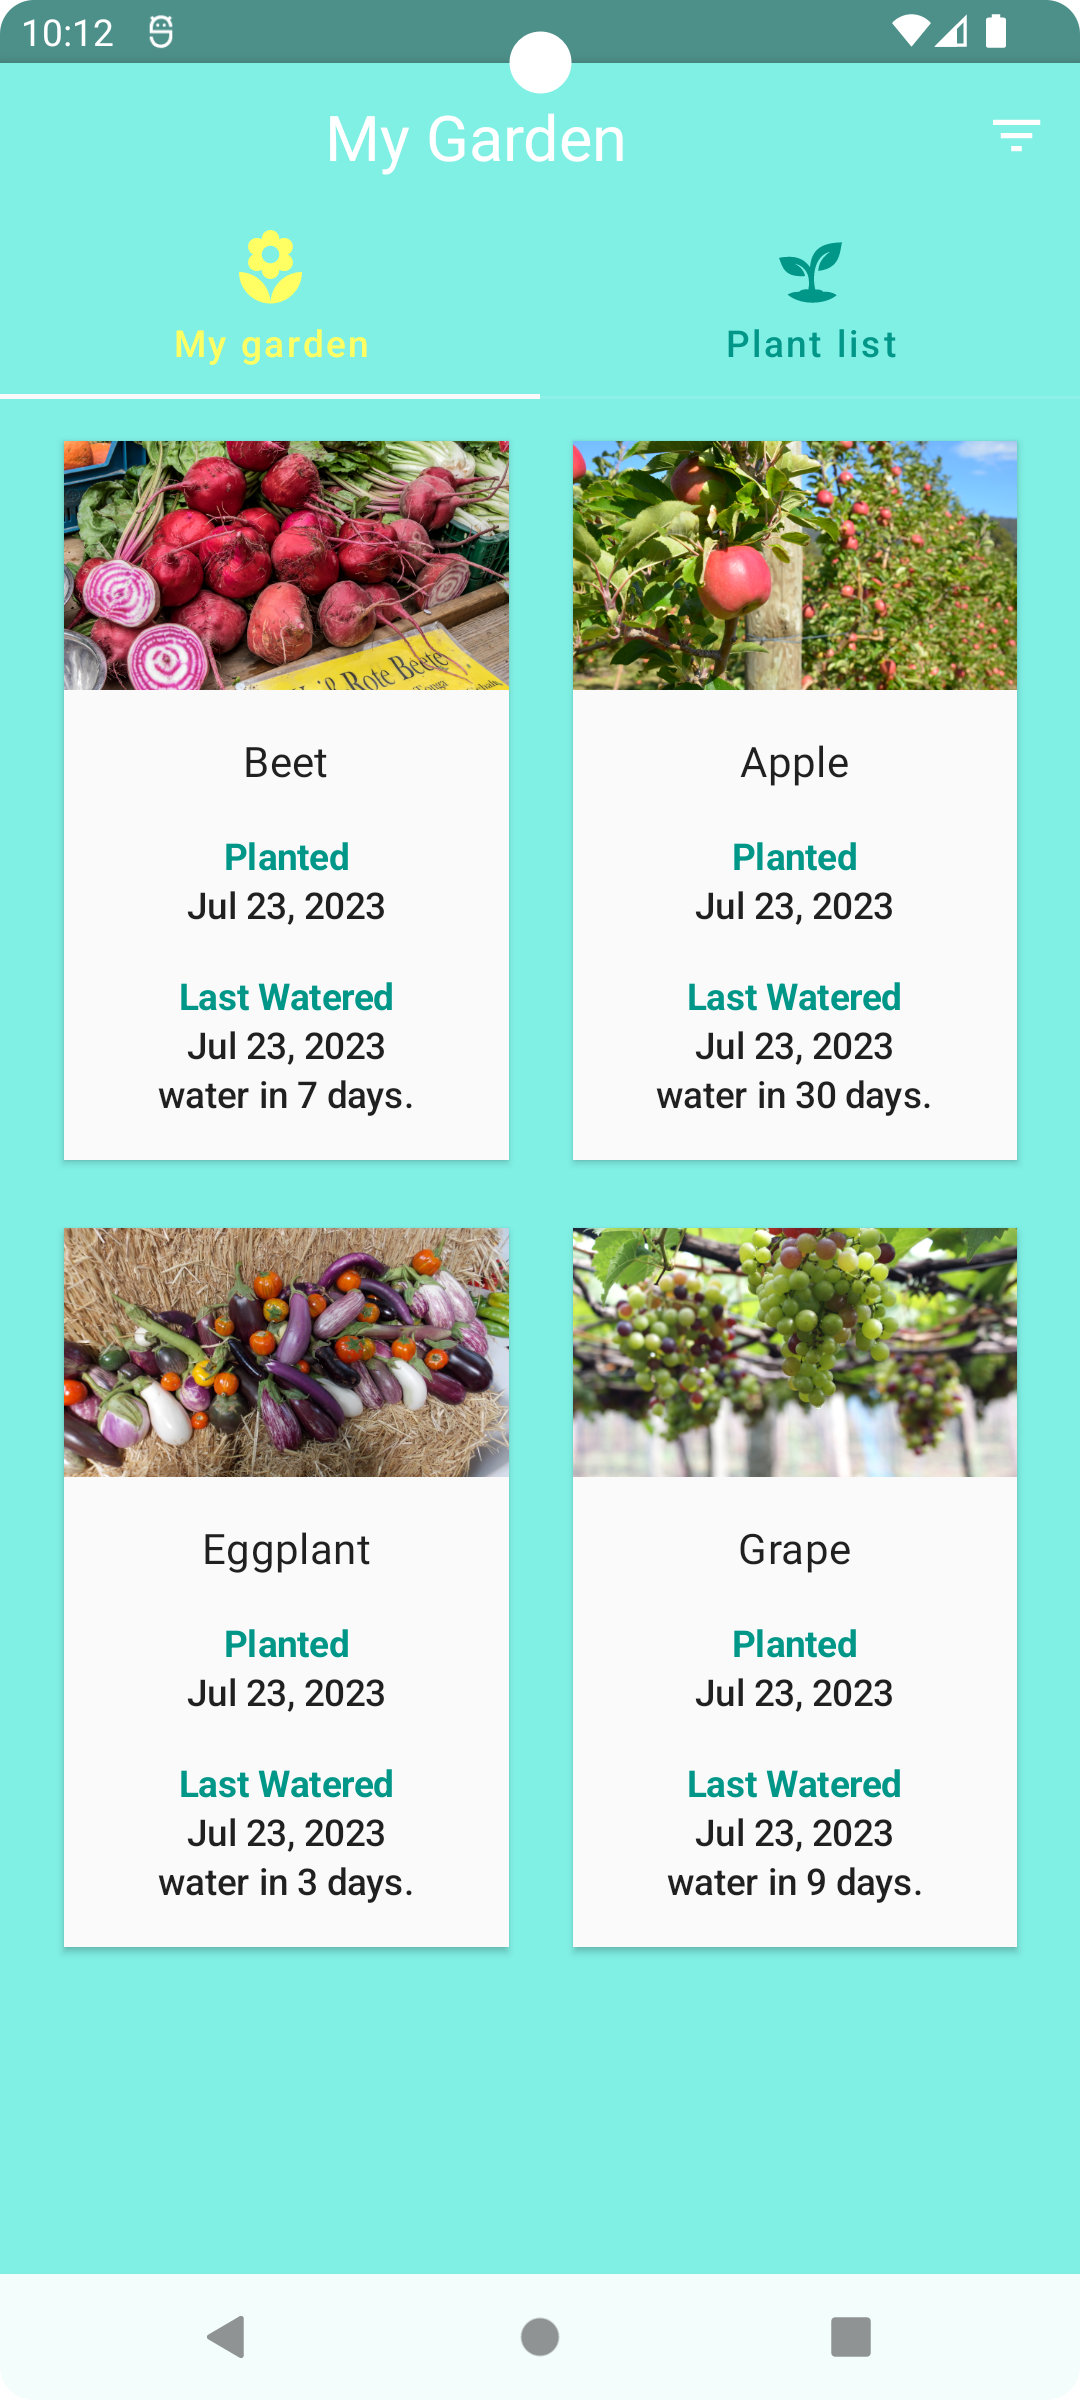 10:12
My Garden
My garden
Plant list
Rote Beete
Tonga
Beet
Planted
Jul 23, 2023
Last Watered
Jul 23, 2023
water in 7 days.
Apple
Planted
Jul 23, 2023
Last Watered
Jul 23, 2023
water in 30 days.
Eggplant
Planted
Jul 23, 2023
Last Watered
Jul 23, 2023
water in 3 days.
Grape
Planted
Jul 23, 2023
Last Watered
Jul 23, 2023
water in 9 days.